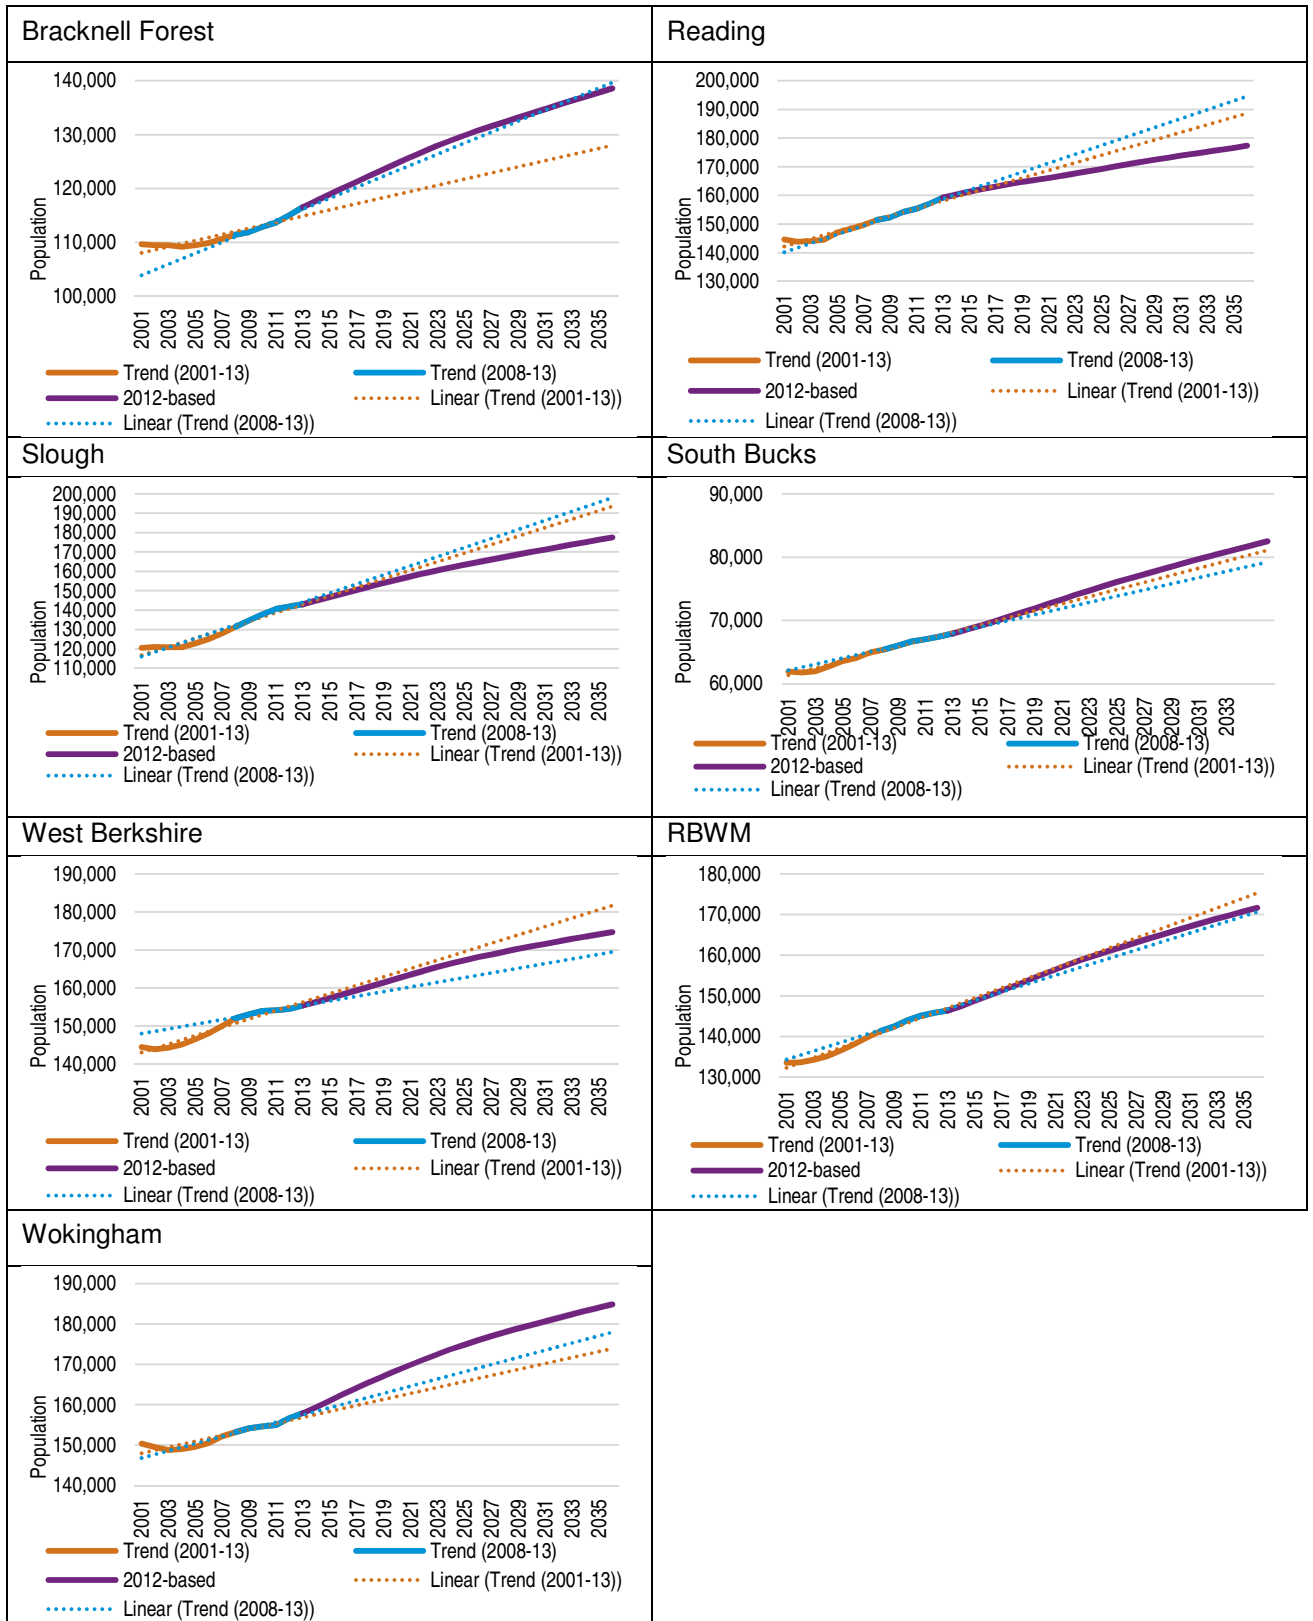 Bracknell Forest
140,000
130,000
120,000
110,000
100,000
Population
2001 2003 2005 2007 2009 2011 2013 2015 2017 2019 2021 2023 2025 2027 2029 2031 2033 2035
Trend (2001-13) Trend (2008-13)
2012-based Linear (Trend (2001-13))
Linear (Trend (2008-13))
Reading
200,000
190,000
180,000
170,000
160,000
150,000
140,000
130,000
Population
2001 2003 2005 2007 2009 2011 2013 2015 2017 2019 2021 2023 2025 2027 2029 2031 2033 2035
Trend (2001-13) Trend (2008-13)
2012-based Linear (Trend (2001-13))
Linear (Trend (2008-13))
Slough
200,000
190,000
180,000
170,000
160,000
150,000
140,000
130,000
120,000
110,000
Population
2001 2003 2005 2007 2009 2011 2013 2015 2017 2019 2021 2023 2025 2027 2029 2031 2033 2035
Trend (2001-13) Trend (2008-13)
2012-based Linear (Trend (2001-13))
Linear (Trend (2008-13))
South Bucks
90,000
80,000
70,000
60,000
Population
2001 2003 2005 2007 2009 2011 2013 2015 2017 2019 2021 2023 2025 2027 2029 2031 2033
Trend (2001-13) Trend (2008-13)
2012-based Linear (Trend (2001-13))
Linear (Trend (2008-13))
West Berkshire
190,000
180,000
170,000
160,000
150,000
140,000
Population
2001 2003 2005 2007 2009 2011 2013 2015 2017 2019 2021 2023 2025 2027 2029 2031 2033 2035
Trend (2001-13) Trend (2008-13)
2012-based Linear (Trend (2001-13))
Linear (Trend (2008-13))
RBWM
180,000
170,000
160,000
150,000
140,000
130,000
Population
2001 2003 2005 2007 2009 2011 2013 2015 2017 2019 2021 2023 2025 2027 2029 2031 2033 2035
Trend (2001-13) Trend (2008-13)
2012-based Linear (Trend (2001-13))
Linear (Trend (2008-13))
Wokingham
190,000
180,000
170,000
160,000
150,000
140,000
Population
2001 2003 2005 2007 2009 2011 2013 2015 2017 2019 2021 2023 2025 2027 2029 2031 2033 2035
Trend (2001-13) Trend (2008-13)
2012-based Linear (Trend (2001-13))
Linear (Trend (2008-13))